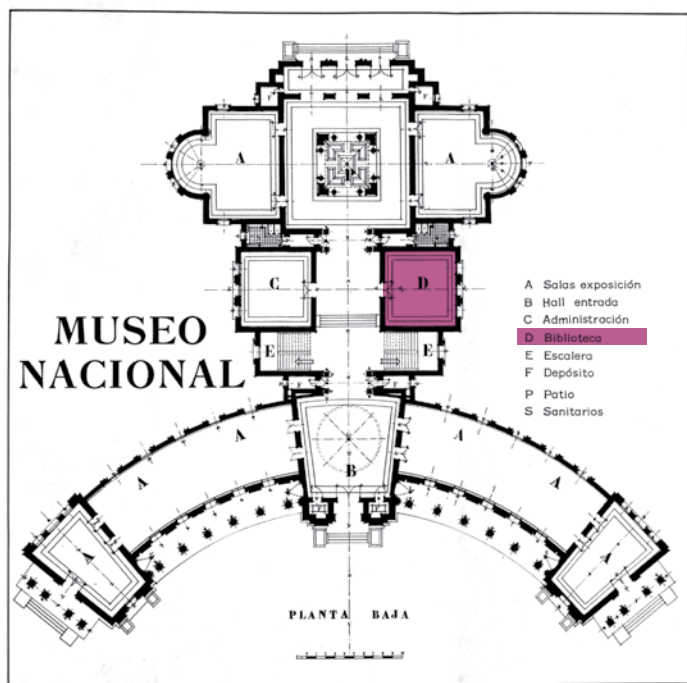 F
F
A
A
P
C
D
E
E
MUSEO
NACIONAL
A Salas exposición
B Hall entrada
C Administración
D Biblioteca
E Escalera
F Depósito
P Patio
S Sanitarios
A
A
A
A
B
A
A
PLANTA BAJA